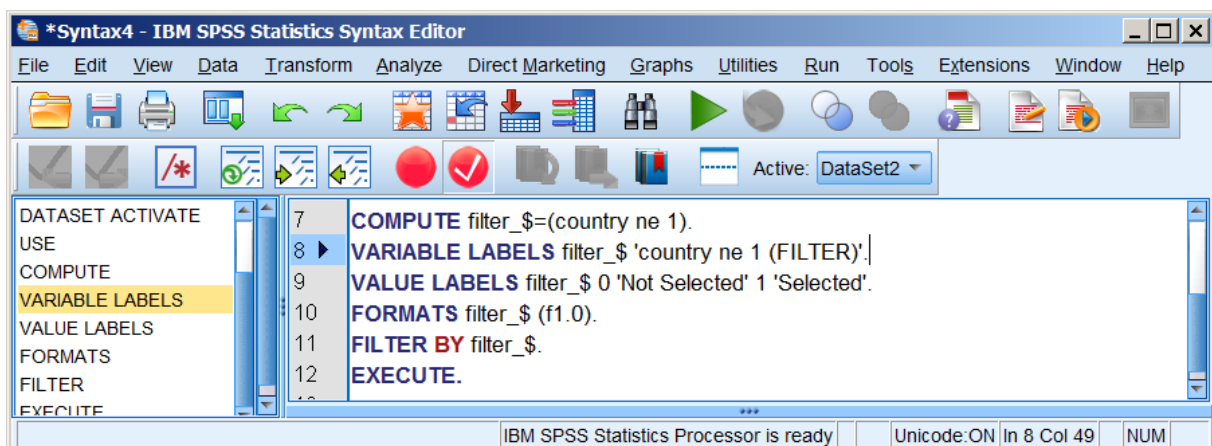 *Syntax4 - IBM SPSS Statistics Syntax Editor
File Edit View Data Transform Analyze Direct Marketing Graphs Utilities Run Tools Extensions Window Help
Active: DataSet2
DATASET ACTIVATE
USE
COMPUTE
VARIABLE LABELS
VALUE LABELS
FORMATS
FILTER
EXECUTE
7 COMPUTE filter_$=(country ne 1).
8 VARIABLE LABELS filter_$ 'country ne 1 (FILTER)'.
9 VALUE LABELS filter_$ 0 'Not Selected' 1 'Selected'.
10 FORMATS filter_$ (f1.0).
11 FILTER BY filter_$.
12 EXECUTE.
IBM SPSS Statistics Processor is ready Unicode:ON In 8 Col 49 NUM